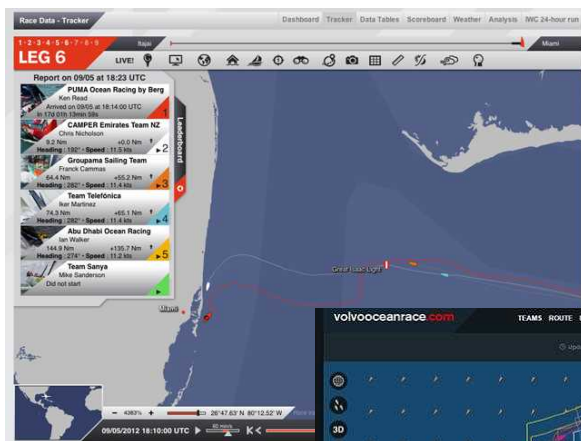 Race Data - Tracker
Dashboard Tracker Data Tables Scoreboard Weather Analysis IWC 24-hour run
1-2-3-4-5-6-7-8-9
LEG 6
Itajaí
Miami
LIVE!
Report on 09/05 at 18:23 UTC
PUMA Ocean Racing by Berg
Ken Read
Arrived on 09/05 at 18:14:00 UTC
In 17d 01h 13min 58s
1
CAMPER Emirates Team NZ
Chris Nicholson
9.2 Nm +0.0 Nm
Heading : 192° - Speed : 11.5 kts
2
Groupama Sailing Team
Franck Cammas
64.4 Nm +55.2 Nm
Heading : 282° - Speed : 11.4 kts
3
Team Telefónica
Iker Martinez
74.3 Nm +65.1 Nm
Heading : 282° - Speed : 11.4 kts
4
Abu Dhabi Ocean Racing
Ian Walker
144.9 Nm +135.7 Nm
Heading : 274° - Speed : 11.2 kts
5
Team Sanya
Mike Sanderson
Did not start
Leaderboard
Great Isaac Light
Miami
4383%
26°47.63' N 80°12.52' W
09/05/2012 18:10:00 UTC
60 min/s
volvooceanrace.com
TEAMS ROUTE
3D